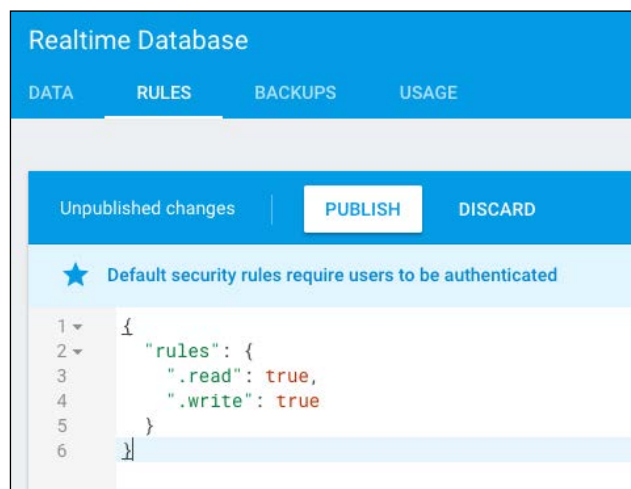 Realtime Database
DATA RULES BACKUPS USAGE
Unpublished changes PUBLISH DISCARD
Default security rules require users to be authenticated
1 {
2 "rules": {
3 ".read": true,
4 ".write": true
5 }
6 }